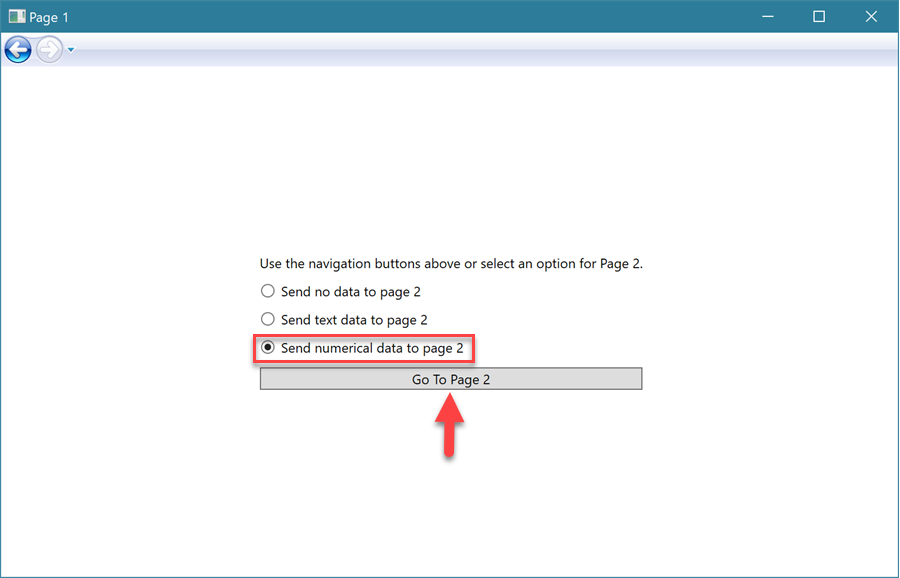 Page 1
Use the navigation buttons above or select an option for Page 2.
Send no data to page 2
Send text data to page 2
Send numerical data to page 2
Go To Page 2